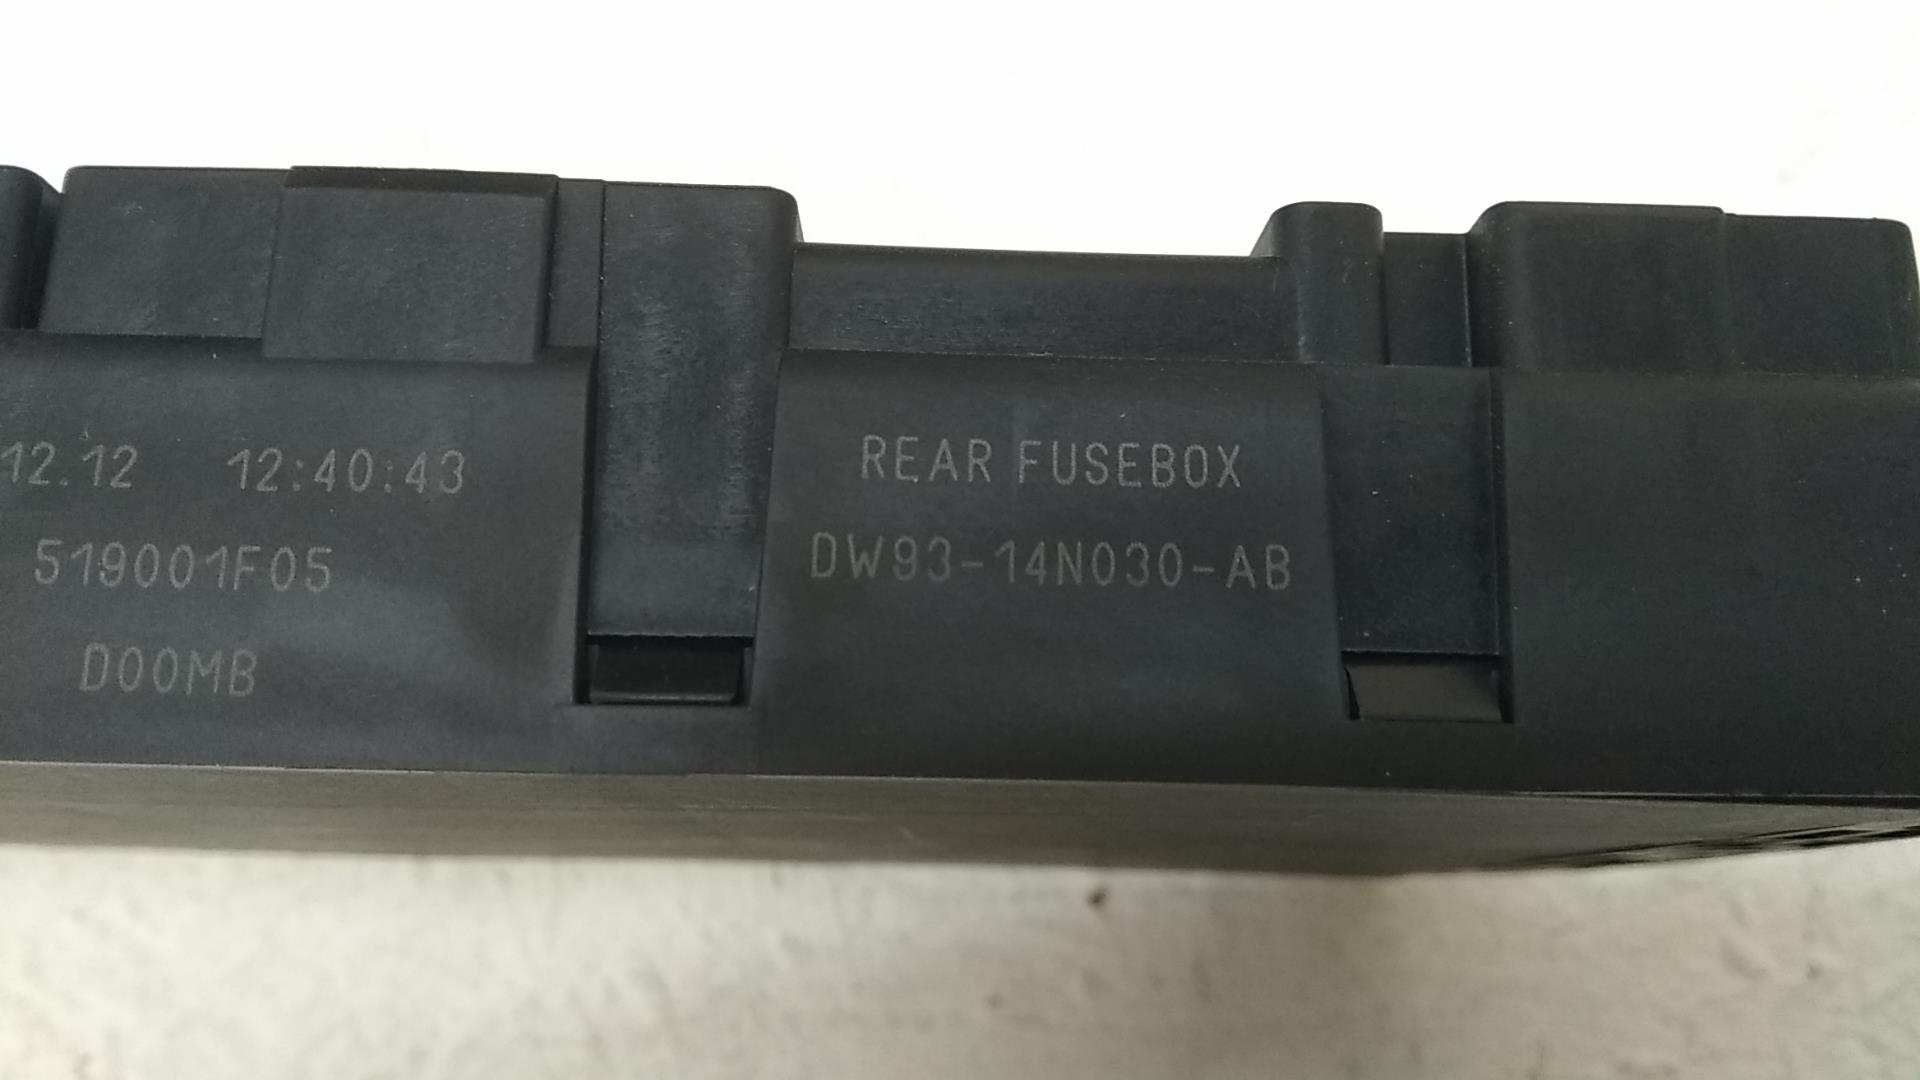 12.12 12:40:43
519001F05
D00MB
REAR FUSEBOX
DW93-14N030-AB